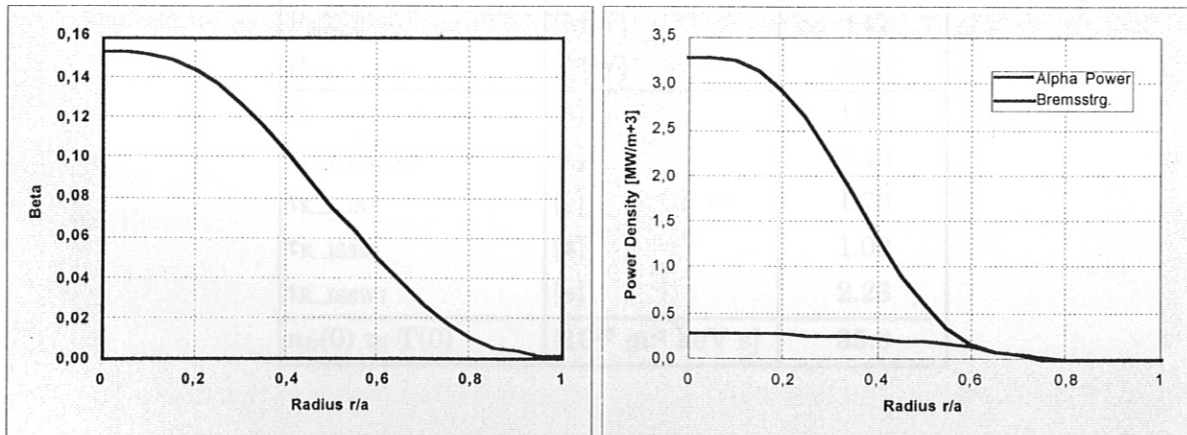 0,16
0,14
0,12
0,10
0,08
0,06
0,04
0,02
0,00
Beta
0 0,2 0,4 0,6 0,8 1
Radius r/a
3,5
3,0
2,5
2,0
1,5
1,0
0,5
0,0
Power Density [MW/m+3]
Alpha Power
Bremsstrg.
0 0,2 0,4 0,6 0,8 1
Radius r/a
2.23